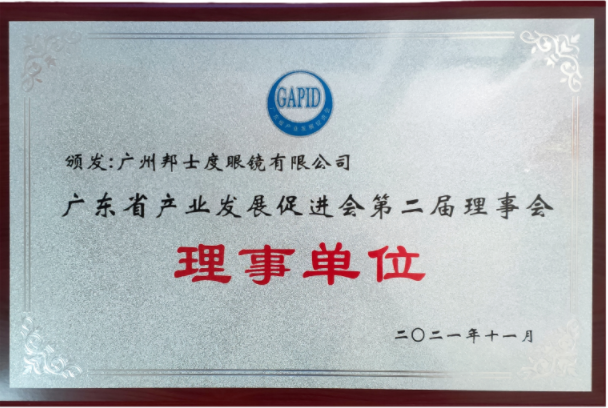 GAPID
颁发:广州邦士度眼镜有限公司
广东省产业发展促进会第二届理事会
理事单位
二〇二一年十一月